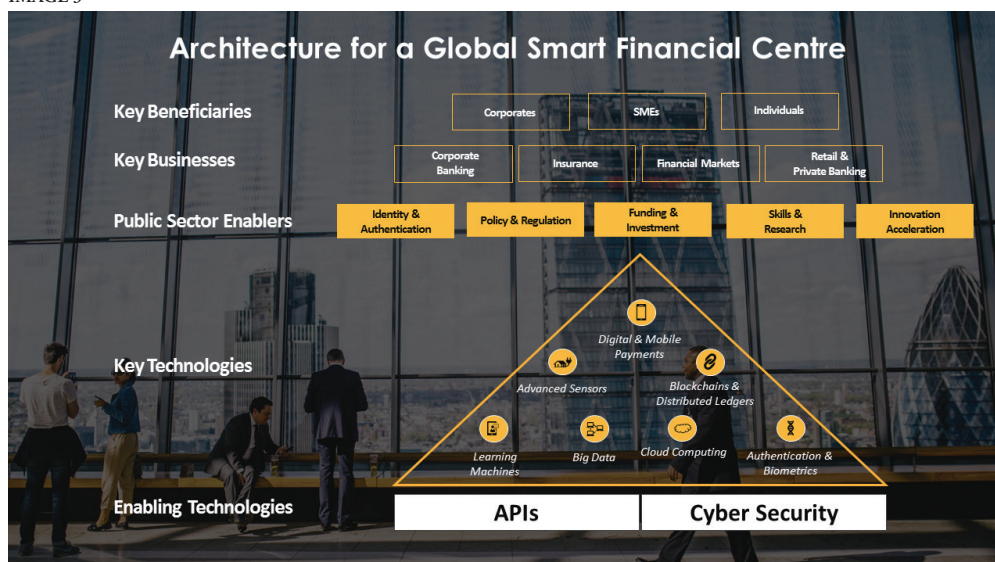 Architecture for a Global Smart Financial Centre
Key Beneficiaries
Corporates
SMEs
Individuals
Key Businesses
Corporate
Banking
Insurance
Financial Markets
Retail &
Private Banking
Public Sector Enablers
Identity &
Authentication
Policy & Regulation
Funding &
Investment
Skills &
Research
Innovation
Acceleration
Key Technologies
Digital & Mobile
Payments
Advanced Sensors
Blockchains &
Distributed Ledgers
Learning
Machines
Big Data
Cloud Computing
Authentication &
Biometrics
Enabling Technologies
APIs
Cyber Security